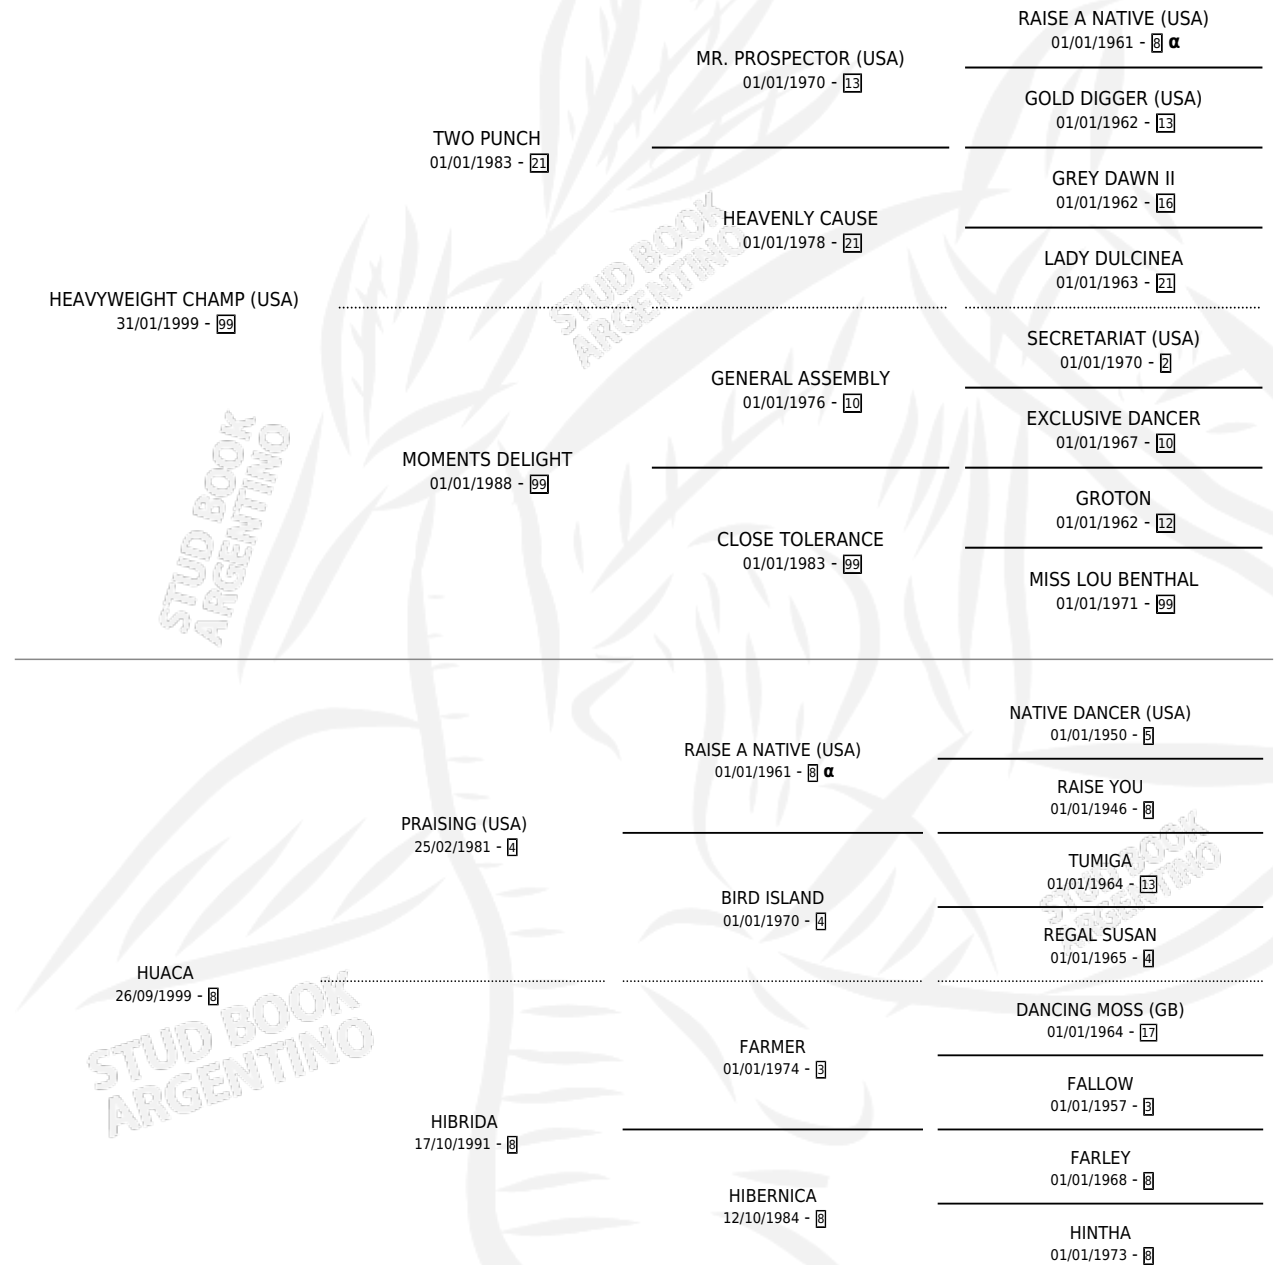 RAISE A NATIVE (USA)
01/01/1961 - 8 α
MR. PROSPECTOR (USA)
01/01/1970 - 13
GOLD DIGGER (USA)
01/01/1962 - 13
TWO PUNCH
01/01/1983 - 21
GREY DAWN II
01/01/1962 - 16
HEAVENLY CAUSE
01/01/1978 - 21
LADY DULCINEA
01/01/1963 - 21
HEAVYWEIGHT CHAMP (USA)
31/01/1999 - 99
SECRETARIAT (USA)
01/01/1970 - 2
GENERAL ASSEMBLY
01/01/1976 - 10
EXCLUSIVE DANCER
01/01/1967 - 10
MOMENTS DELIGHT
01/01/1988 - 99
GROTON
01/01/1962 - 12
CLOSE TOLERANCE
01/01/1983 - 99
MISS LOU BENTHAL
01/01/1971 - 99
NATIVE DANCER (USA)
01/01/1950 - 5
RAISE A NATIVE (USA)
01/01/1961 - 8 α
RAISE YOU
01/01/1946 - 8
PRAISING (USA)
25/02/1981 - 4
TUMIGA
01/01/1964 - 13
BIRD ISLAND
01/01/1970 - 4
REGAL SUSAN
01/01/1965 - 4
HUACA
26/09/1999 - 8
DANCING MOSS (GB)
01/01/1964 - 17
FARMER
01/01/1974 - 3
FALLOW
01/01/1957 - 3
HIBRIDA
17/10/1991 - 8
FARLEY
01/01/1968 - 8
HIBERNICA
12/10/1984 - 8
HINTHA
01/01/1973 - 8
STUD BOOK
ARGENTINO
STUD BOOK
ARGENTINO
STUD BOOK
ARGENTINO
STUD BOOK
ARGENTINO